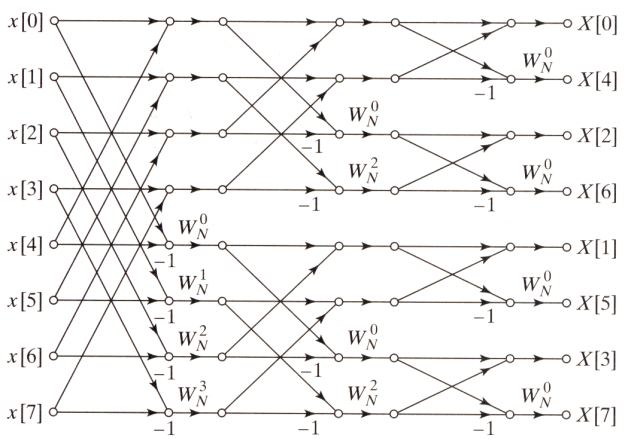 x[0] X[0]
W_N^0
x[1] X[4]
-1
W_N^0 W_N^0
x[2] X[2]
-1
W_N^2 W_N^0
x[3] X[6]
-1 -1
W_N^0
x[4] X[1]
-1
W_N^1 W_N^0
x[5] X[5]
-1 -1
W_N^2 W_N^0
x[6] X[3]
-1 -1
W_N^3 W_N^2 W_N^0
x[7] X[7]
-1 -1 -1